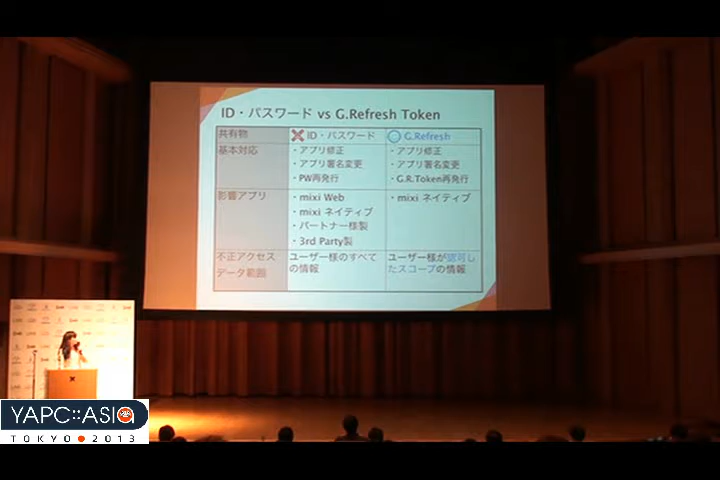 ID・パスワード vs G.Refresh Token
共有物 ID・パスワード G.Refresh
基本対応 ・アプリ修正 ・アプリ修正
・アプリ署名変更 ・アプリ署名変更
・PW再発行 ・G.R.Token再発行
影響アプリ ・mixi Web ・mixi ネイティブ
・mixi ネイティブ
・パートナー様製
・3rd Party製
不正アクセス ユーザー様のすべて ユーザー様が認可し
データ範囲 の情報 たスコープの情報
YAPC::ASIA
TOKYO 2013